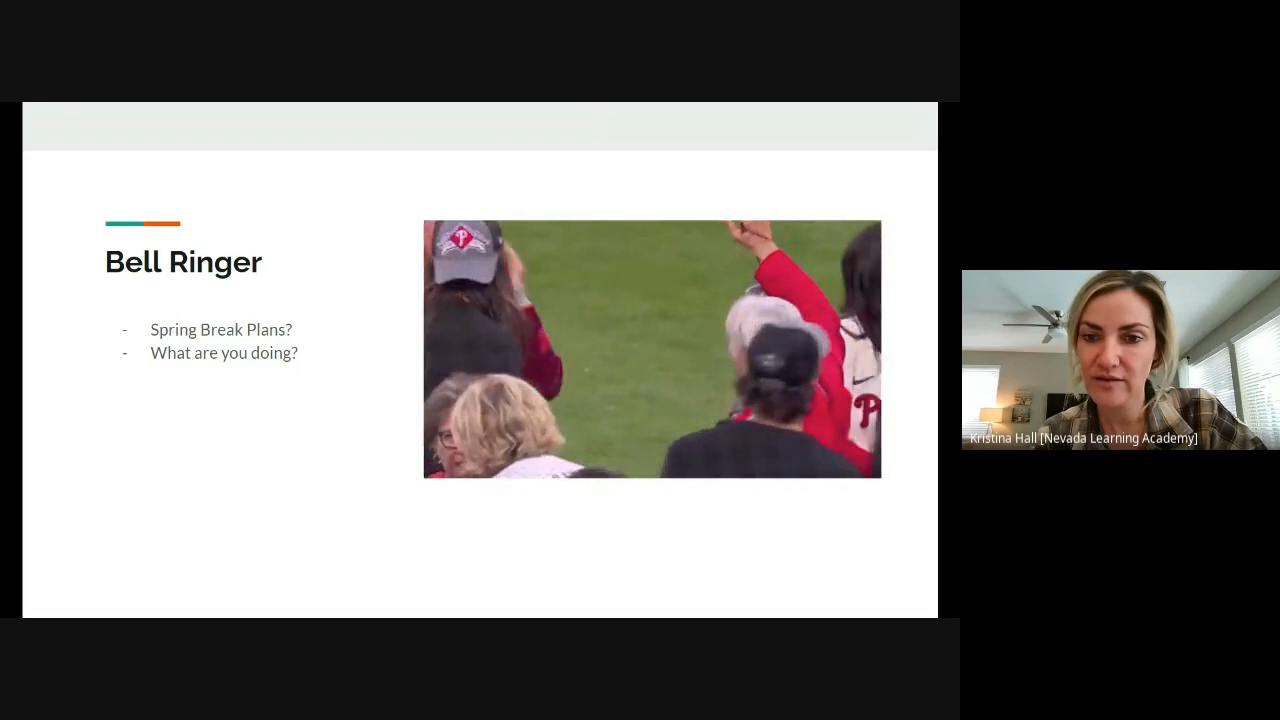 Bell Ringer
- Spring Break Plans?
- What are you doing?
P
P
Kristina Hall [Nevada Learning Academy]